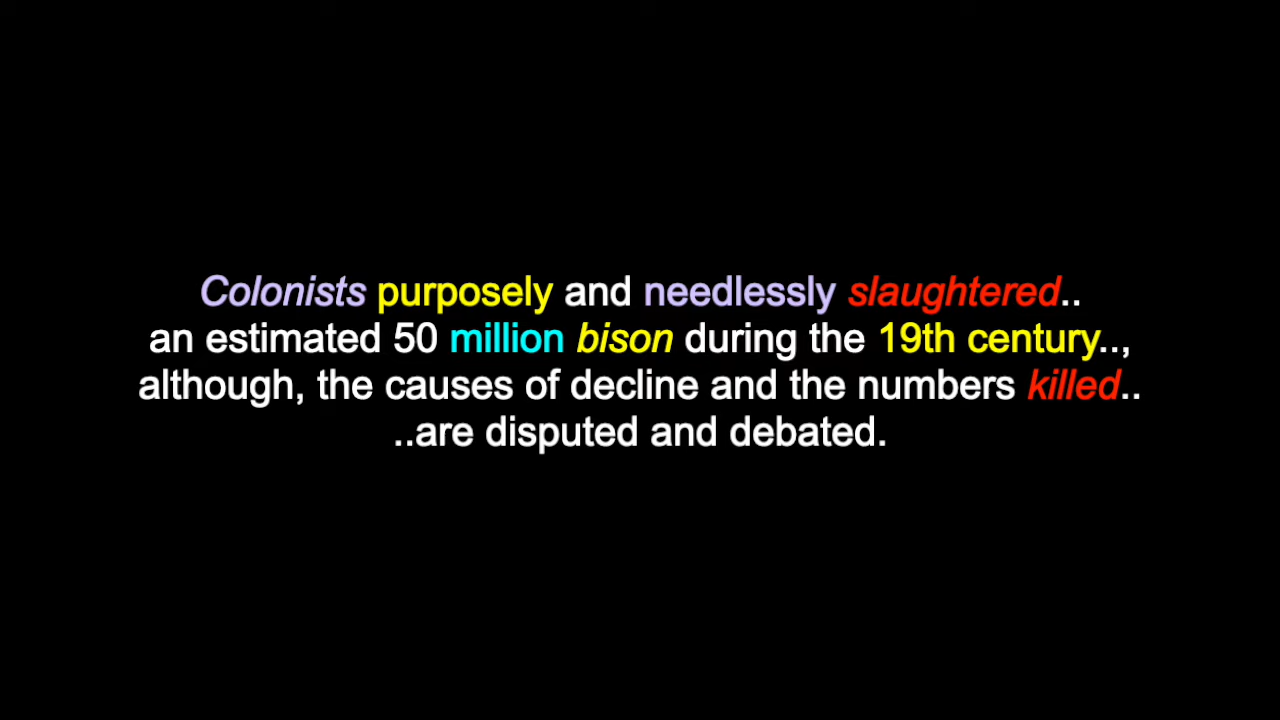 Colonists purposely and needlessly slaughtered..
an estimated 50 million bison during the 19th century..,
although, the causes of decline and the numbers killed..
..are disputed and debated.